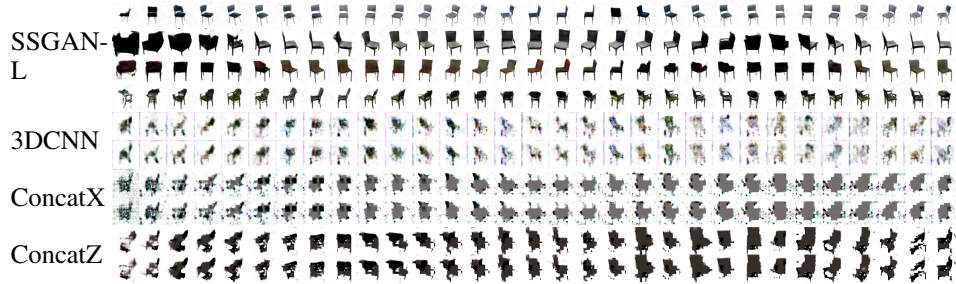 SSGAN-
L
3DCNN
ConcatX
ConcatZ